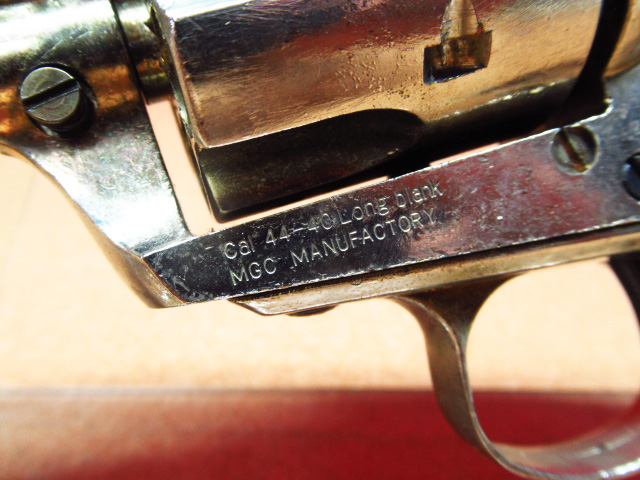 Cal 44-40 Long blank
MGC MANUFACTORY